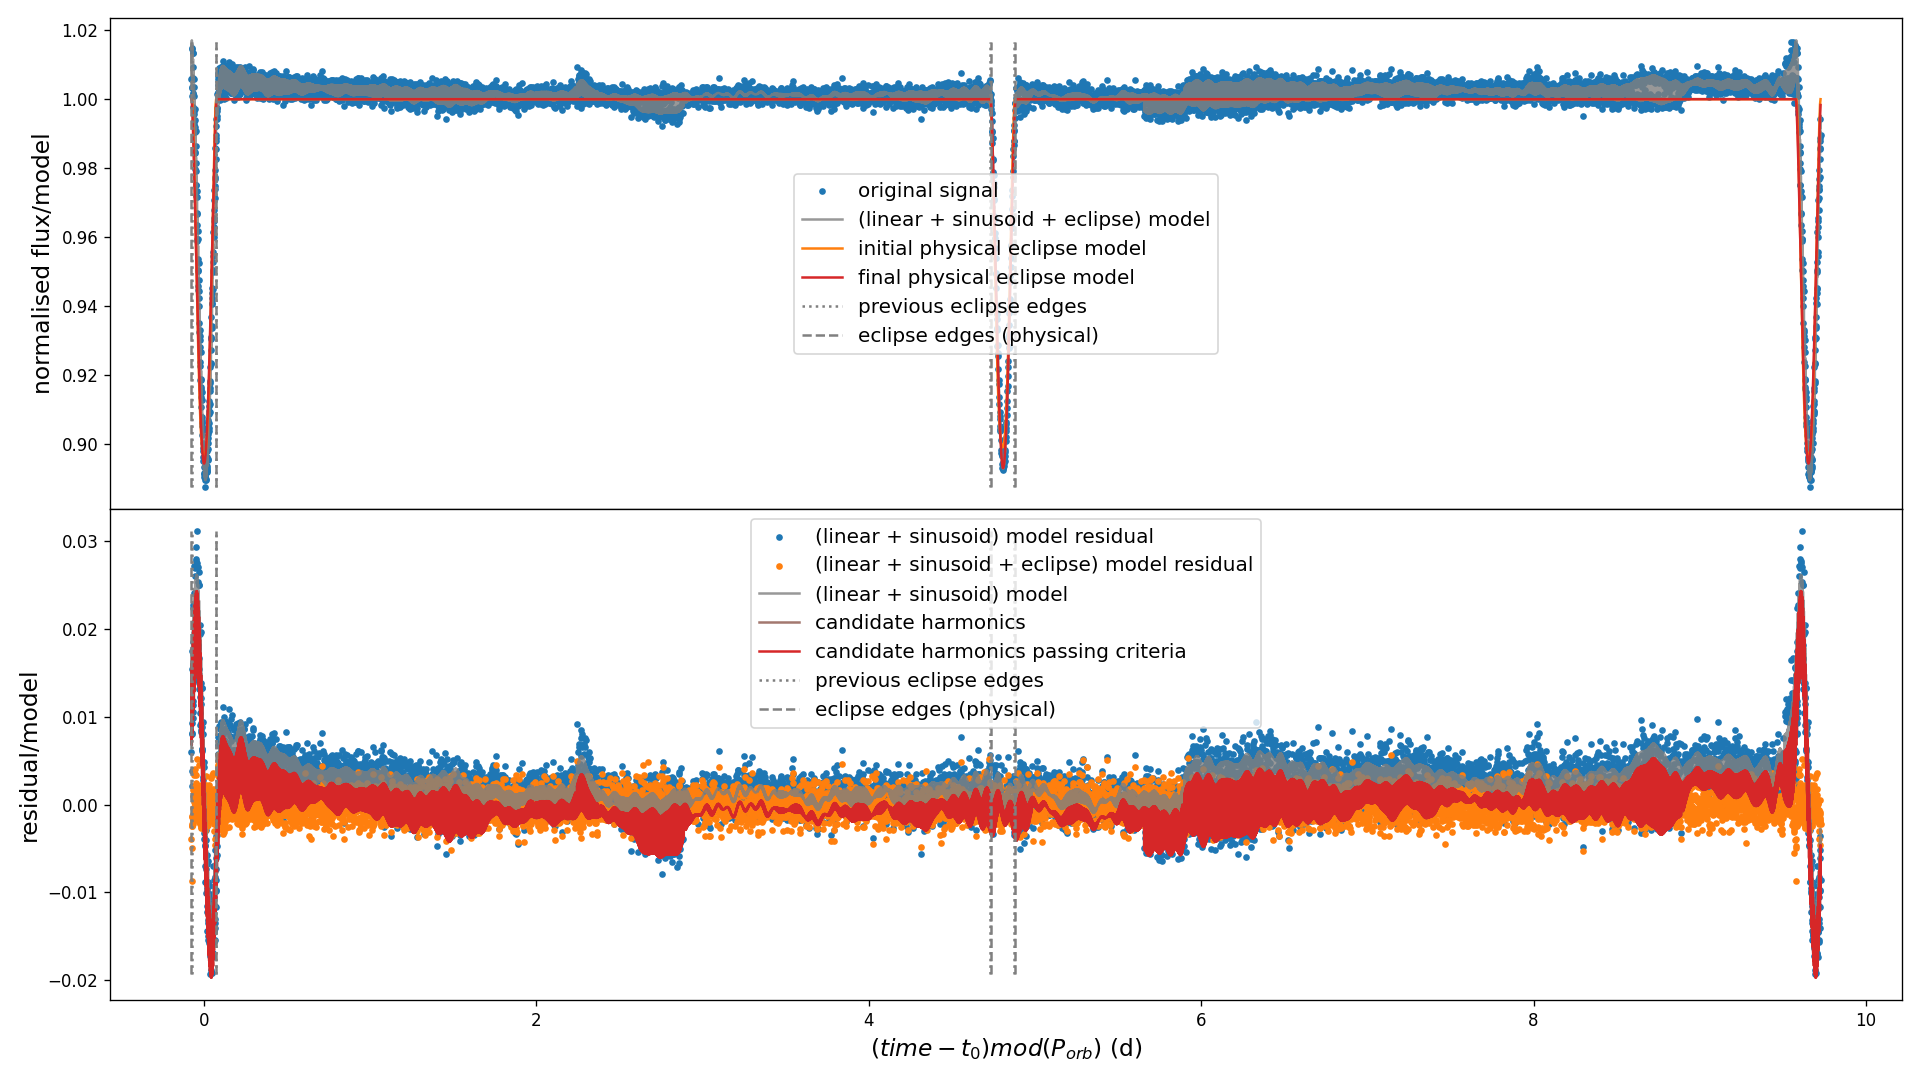 1.02
1.00
0.98
0.96
0.94
0.92
0.90
normalised flux/model
original signal
(linear + sinusoid + eclipse) model
initial physical eclipse model
final physical eclipse model
previous eclipse edges
eclipse edges (physical)
0.03
0.02
0.01
0.00
−0.01
−0.02
residual/model
(linear + sinusoid) model residual
(linear + sinusoid + eclipse) model residual
(linear + sinusoid) model
candidate harmonics
candidate harmonics passing criteria
previous eclipse edges
eclipse edges (physical)
0 2 4 6 8 10
(time − t₀)mod(Pₒᵣb) (d)